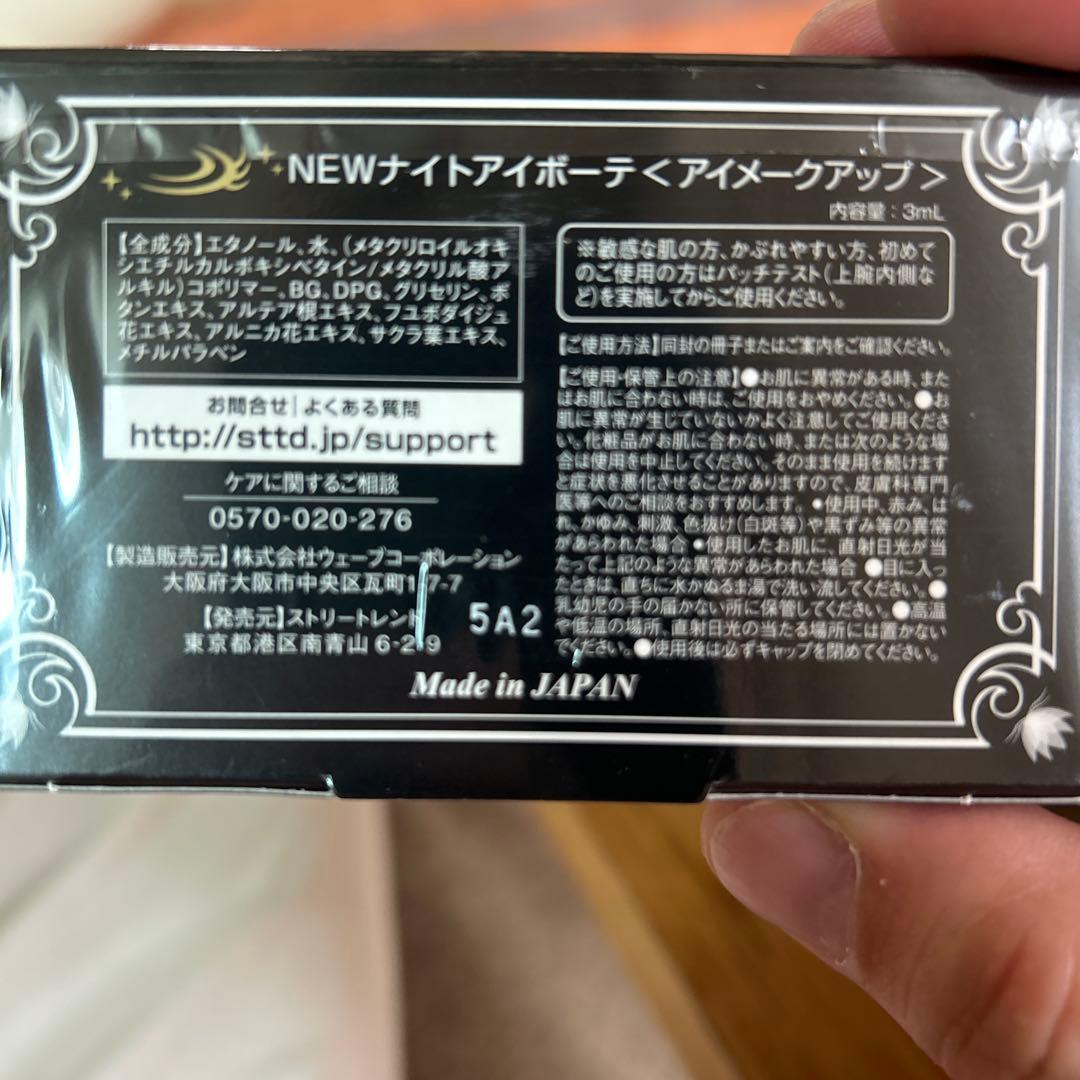 NEWナイトアイボーテ＜アイメークアップ＞
内容量：3mL
【全成分】エタノール、水、(メタクリロイルオキ
シエチルカルボキシベタイン/メタクリル酸ア
ルキル)コポリマー、BG、DPG、グリセリン、ボ
タンエキス、アルテア根エキス、フユボダイジュ
花エキス、アルニカ花エキス、サクラ葉エキス、
メチルパラベン
お問合せ|よくある質問
http://sttd.jp/support
ケアに関するご相談
0570-020-276
【製造販売元】株式会社ウェーブコーポレーション
大阪府大阪市中央区瓦町1-7-7
【発売元】ストリートレンド
東京都港区南青山
5A2
※敏感な肌の方、かぶれやすい方、初めて
のご使用の方はパッチテスト(上腕内側な
ど)を実施してからご使用ください。
【ご使用方法】同封の冊子またはご案内をご確認ください。
【ご使用・保管上の注意】●お肌に異常がある時、また
はお肌に合わない時は、ご使用をおやめください。●お
肌に異常が生じていないかよく注意してご使用くださ
い。化粧品がお肌に合わない時、または次のような場
合は使用を中止してください。そのまま使用を続けます
と症状を悪化させることがありますので、皮膚科専門
医等へのご相談をおすすめします。•使用中、赤み、は
れ、かゆみ、刺激、色抜け(白斑等)や黒ずみ等の異常
があらわれた場合 •使用したお肌に、直射日光が当
たって上記のような異常があらわれた場合 ●目に入っ
たときは、直ちに水かぬるま湯で洗い流してください。●
乳幼児の手の届かない所に保管してください。●高温
や低温の場所、直射日光の当たる場所には置かない
でください。●使用後は必ずキャップを閉めてください。
Made in JAPAN